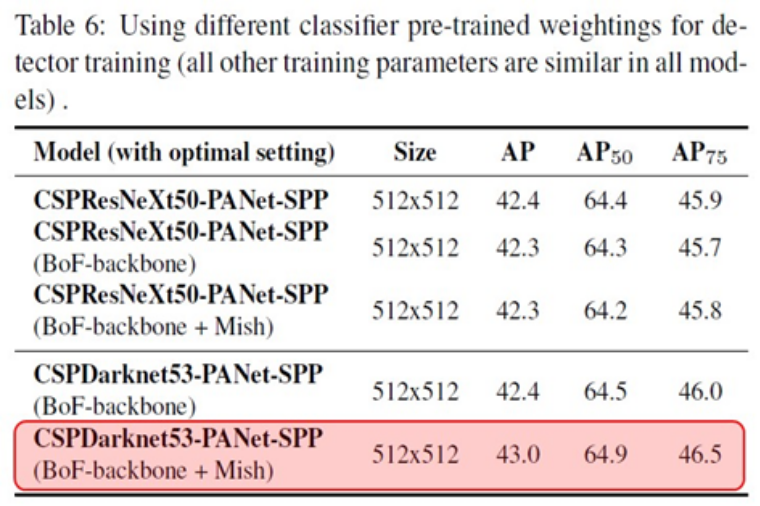 Table 6: Using different classifier pre-trained weightings for de-
tector training (all other training parameters are similar in all mod-
els) .
Model (with optimal setting) Size AP AP50 AP75
CSPResNeXt50-PANet-SPP 512x512 42.4 64.4 45.9
CSPResNeXt50-PANet-SPP
(BoF-backbone) 512x512 42.3 64.3 45.7
CSPResNeXt50-PANet-SPP
(BoF-backbone + Mish) 512x512 42.3 64.2 45.8
CSPDarknet53-PANet-SPP
(BoF-backbone) 512x512 42.4 64.5 46.0
CSPDarknet53-PANet-SPP
(BoF-backbone + Mish) 512x512 43.0 64.9 46.5